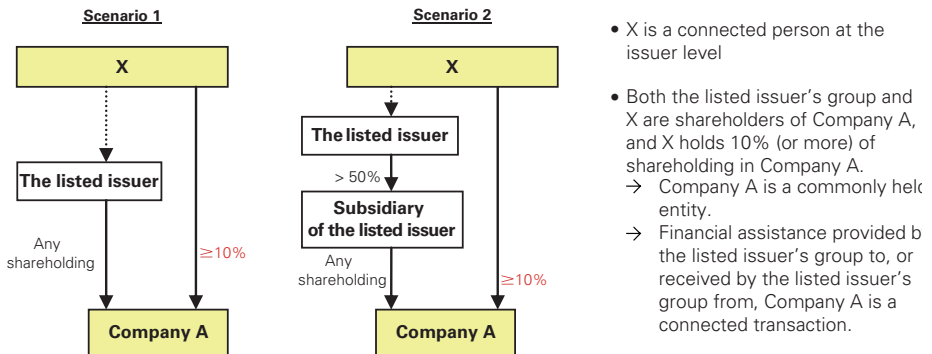 Scenario 1
X
The listed issuer
Any
shareholding
≥10%
Company A
Scenario 2
X
The listed issuer
> 50%
Subsidiary
of the listed issuer
Any
shareholding
≥10%
Company A
• X is a connected person at the
issuer level
• Both the listed issuer's group and
X are shareholders of Company A,
and X holds 10% (or more) of
shareholding in Company A.
→ Company A is a commonly held
entity.
→ Financial assistance provided b
the listed issuer's group to, or
received by the listed issuer's
group from, Company A is a
connected transaction.